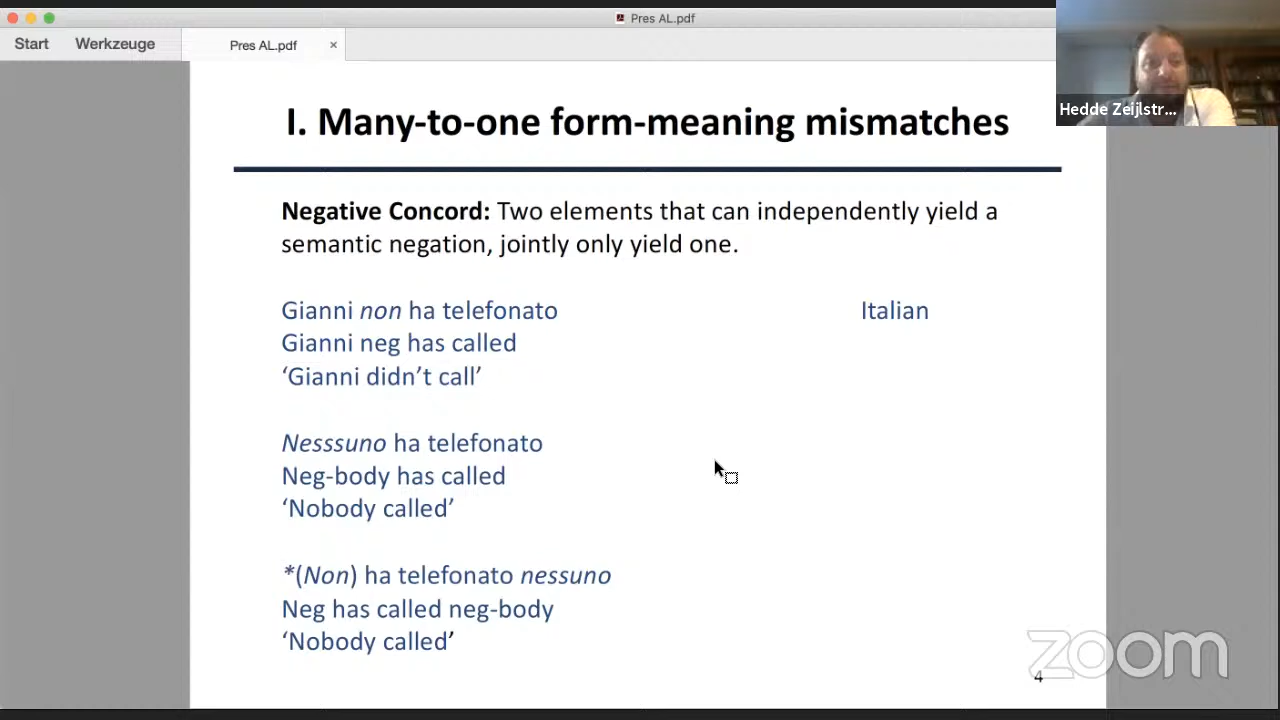 Pres AL.pdf
Start Werkzeuge Pres AL.pdf ×
Hedde Zeijlstr...
I. Many-to-one form-meaning mismatches
Negative Concord: Two elements that can independently yield a
semantic negation, jointly only yield one.
Gianni non ha telefonato Italian
Gianni neg has called
‘Gianni didn’t call’
Nesssuno ha telefonato
Neg-body has called
‘Nobody called’
*(Non) ha telefonato nessuno
Neg has called neg-body
‘Nobody called’
zoom
4